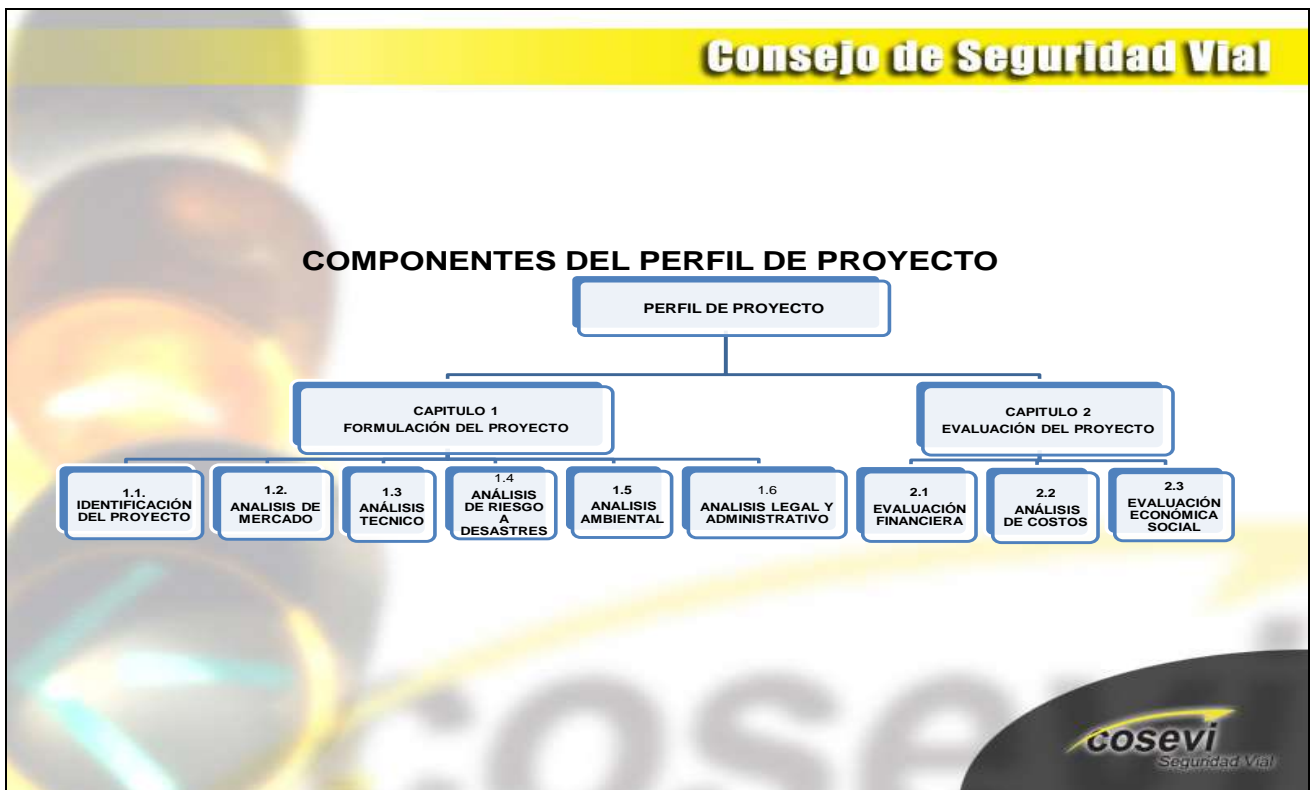 Consejo de Seguridad Vial
COMPONENTES DEL PERFIL DE PROYECTO
PERFIL DE PROYECTO
CAPITULO 1
FORMULACIÓN DEL PROYECTO
CAPITULO 2
EVALUACIÓN DEL PROYECTO
1.1.
IDENTIFICACIÓN
DEL PROYECTO
1.2.
ANALISIS DE
MERCADO
1.3
ANÁLISIS
TECNICO
1.4
ANÁLISIS
DE RIESGO
A
DESASTRES
1.5
ANALISIS
AMBIENTAL
1.6
ANALISIS LEGAL Y
ADMINISTRATIVO
2.1
EVALUACIÓN
FINANCIERA
2.2
ANÁLISIS
DE COSTOS
2.3
EVALUACIÓN
ECONÓMICA
SOCIAL
cosevi
cosevi
Seguridad Vial